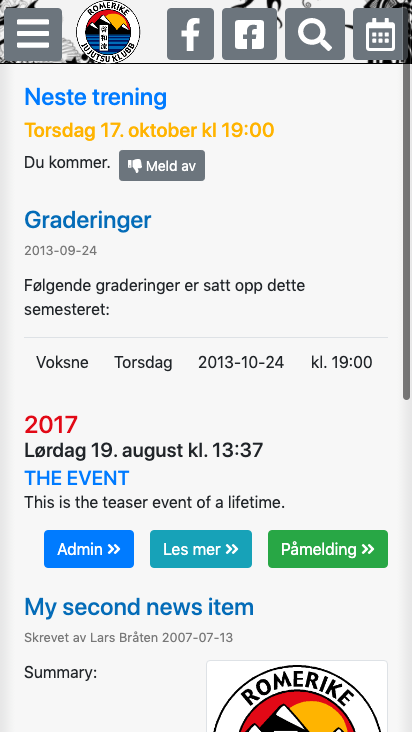 ROMERIKE
JUJUTSU KLUBB
Neste trening
Torsdag 17. oktober kl 19:00
Du kommer. Meld av
Graderinger
2013-09-24
Følgende graderinger er satt opp dette
semesteret:
Voksne Torsdag 2013-10-24 kl. 19:00
2017
Lørdag 19. august kl. 13:37
THE EVENT
This is the teaser event of a lifetime.
Admin Les mer Påmelding
My second news item
Skrevet av Lars Bråten 2007-07-13
Summary:
ROMERIKE